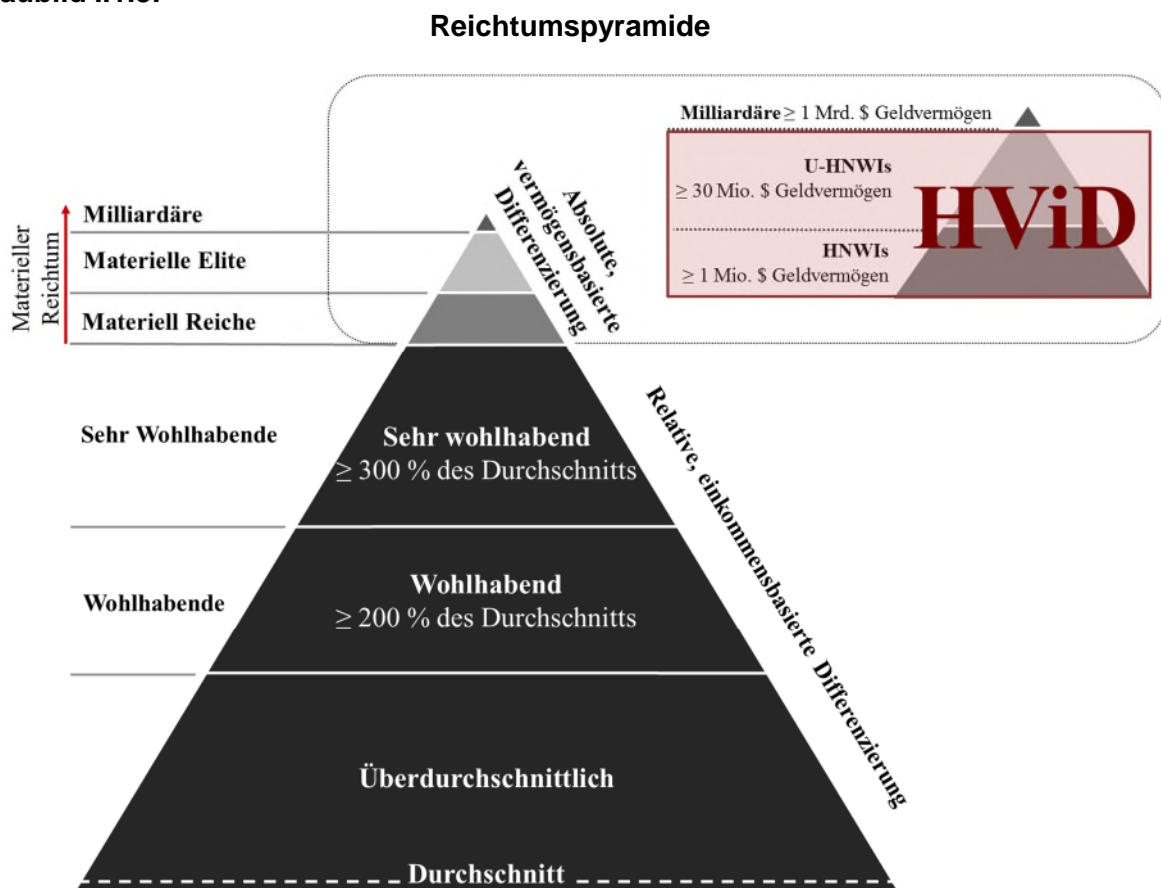 Reichtumspyramide
Milliardäre ≥ 1 Mrd. $ Geldvermögen
U-HNWIs
≥ 30 Mio. $ Geldvermögen
HNWIs
≥ 1 Mio. $ Geldvermögen
HViD
Absolute,
vermögensbasierte
Differenzierung
Materieller
Reichtum
Milliardäre
Materielle Elite
Materiell Reiche
Sehr Wohlhabende
Sehr wohlhabend
≥ 300 % des Durchschnitts
Relative, einkommensbasierte Differenzierung
Wohlhabende
Wohlhabend
≥ 200 % des Durchschnitts
Überdurchschnittlich
Durchschnitt